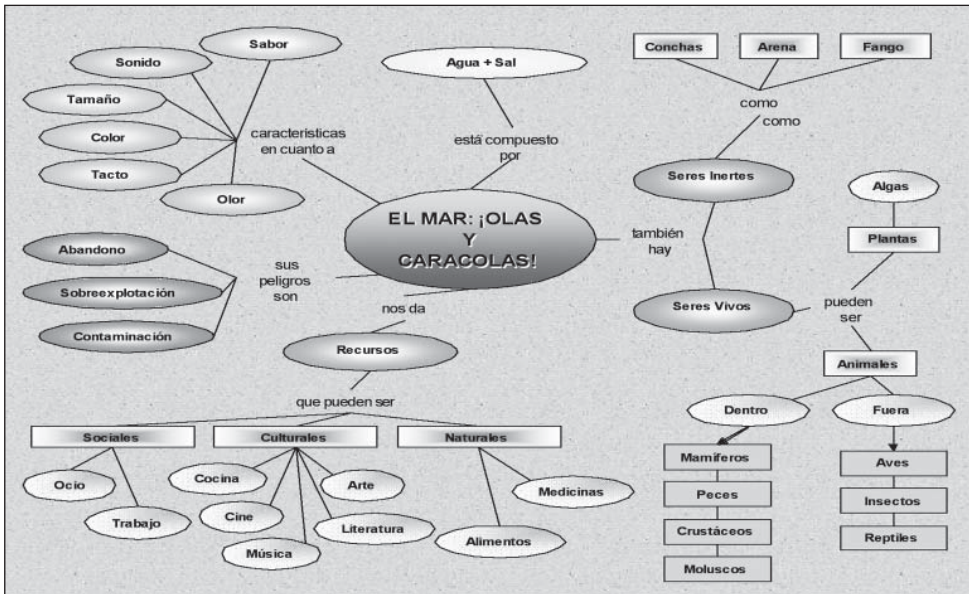 Sabor
Sonido
Tamaño
Color
Tacto
Olor
características
en cuanto a
Agua + Sal
está compuesto
por
Conchas
Arena
Fango
como
como
Seres Inertes
Algas
Plantas
EL MAR: ¡OLAS
Y
CARACOLAS!
también
hay
Abandono
Sobreexplotación
Contaminación
sus
peligros
son
Seres Vivos
pueden
ser
nos da
Recursos
que pueden ser
Sociales
Culturales
Naturales
Ocio
Trabajo
Cocina
Cine
Música
Arte
Literatura
Medicinas
Alimentos
Animales
Dentro
Fuera
Mamíferos
Peces
Crustáceos
Moluscos
Aves
Insectos
Reptiles